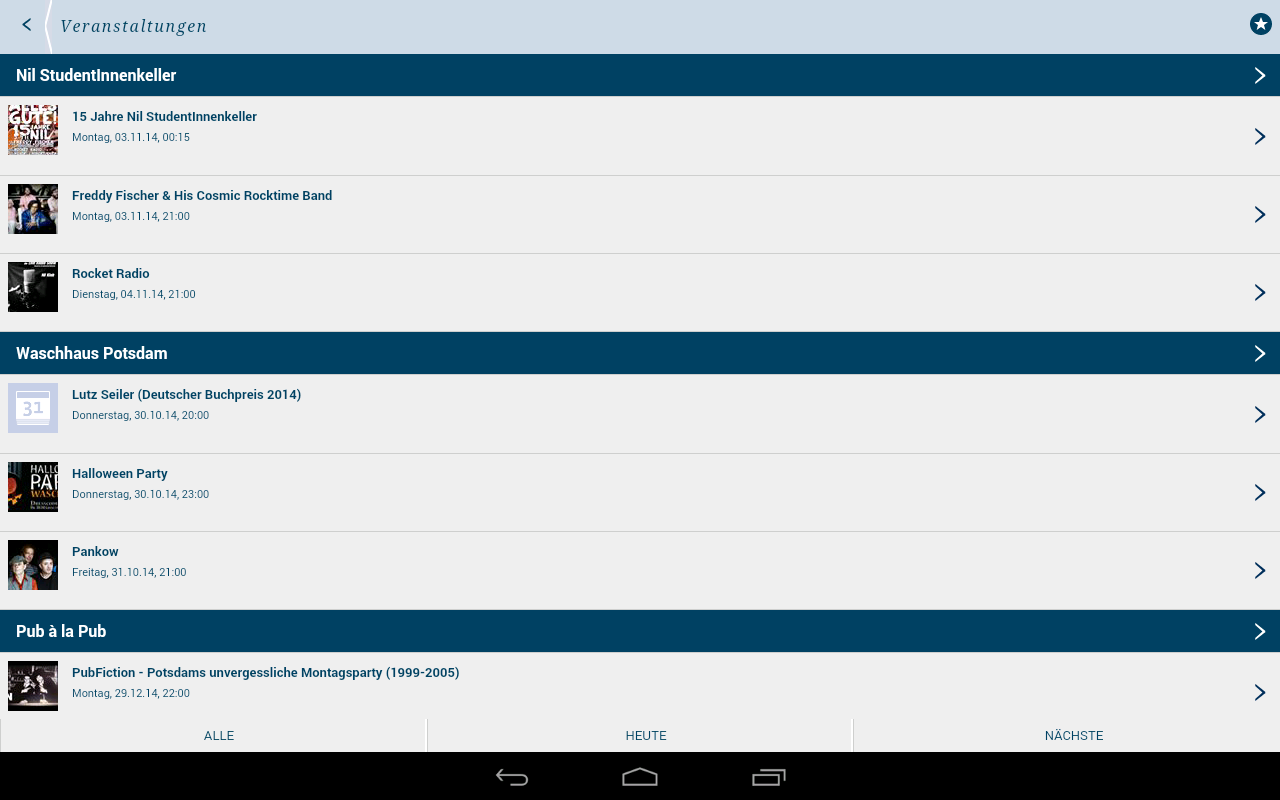 Veranstaltungen
Nil StudentInnenkeller
15 Jahre Nil StudentInnenkeller
Montag, 03.11.14, 00:15
Freddy Fischer & His Cosmic Rocktime Band
Montag, 03.11.14, 21:00
Rocket Radio
Dienstag, 04.11.14, 21:00
Waschhaus Potsdam
31
Lutz Seiler (Deutscher Buchpreis 2014)
Donnerstag, 30.10.14, 20:00
Halloween Party
Donnerstag, 30.10.14, 23:00
Pankow
Freitag, 31.10.14, 21:00
Pub à la Pub
PubFiction - Potsdams unvergessliche Montagsparty (1999-2005)
Montag, 29.12.14, 22:00
ALLE
HEUTE
NÄCHSTE